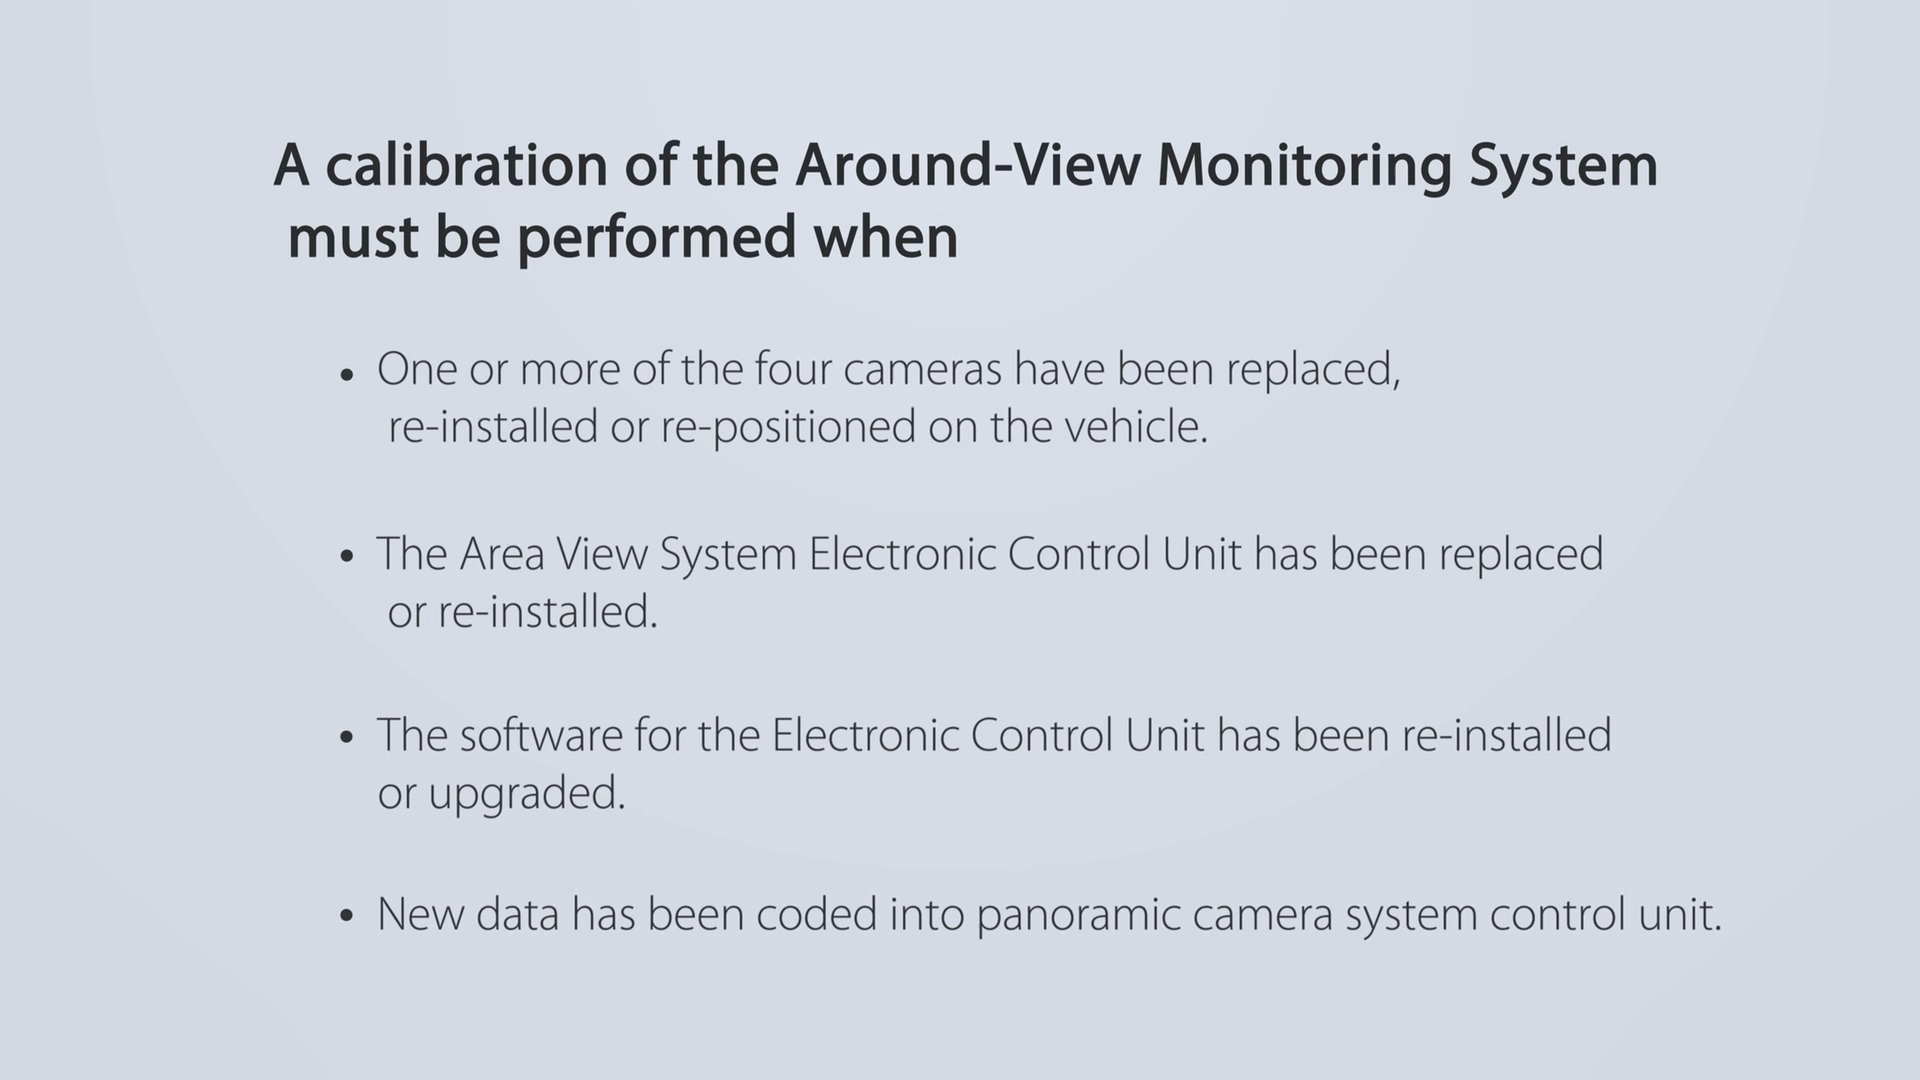 A calibration of the Around-View Monitoring System
must be performed when
• One or more of the four cameras have been replaced,
re-installed or re-positioned on the vehicle.
• The Area View System Electronic Control Unit has been replaced
or re-installed.
• The software for the Electronic Control Unit has been re-installed
or upgraded.
• New data has been coded into panoramic camera system control unit.